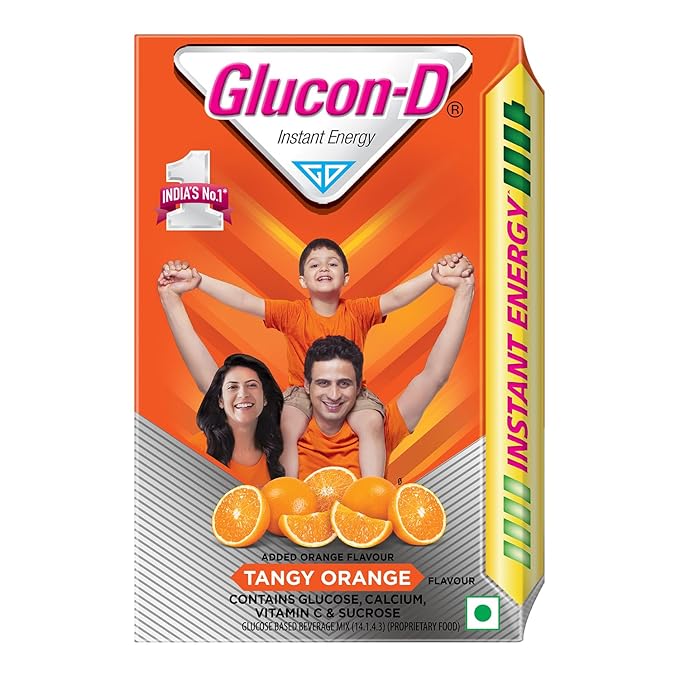 Glucon-D®
Instant Energy
GD
1
INDIA'S No.1*
INSTANT ENERGY
ADDED ORANGE FLAVOUR
TANGY ORANGE FLAVOUR
CONTAINS GLUCOSE, CALCIUM,
VITAMIN C & SUCROSE
GLUCOSE BASED BEVERAGE MIX (14.1.4.3) (PROPRIETARY FOOD)